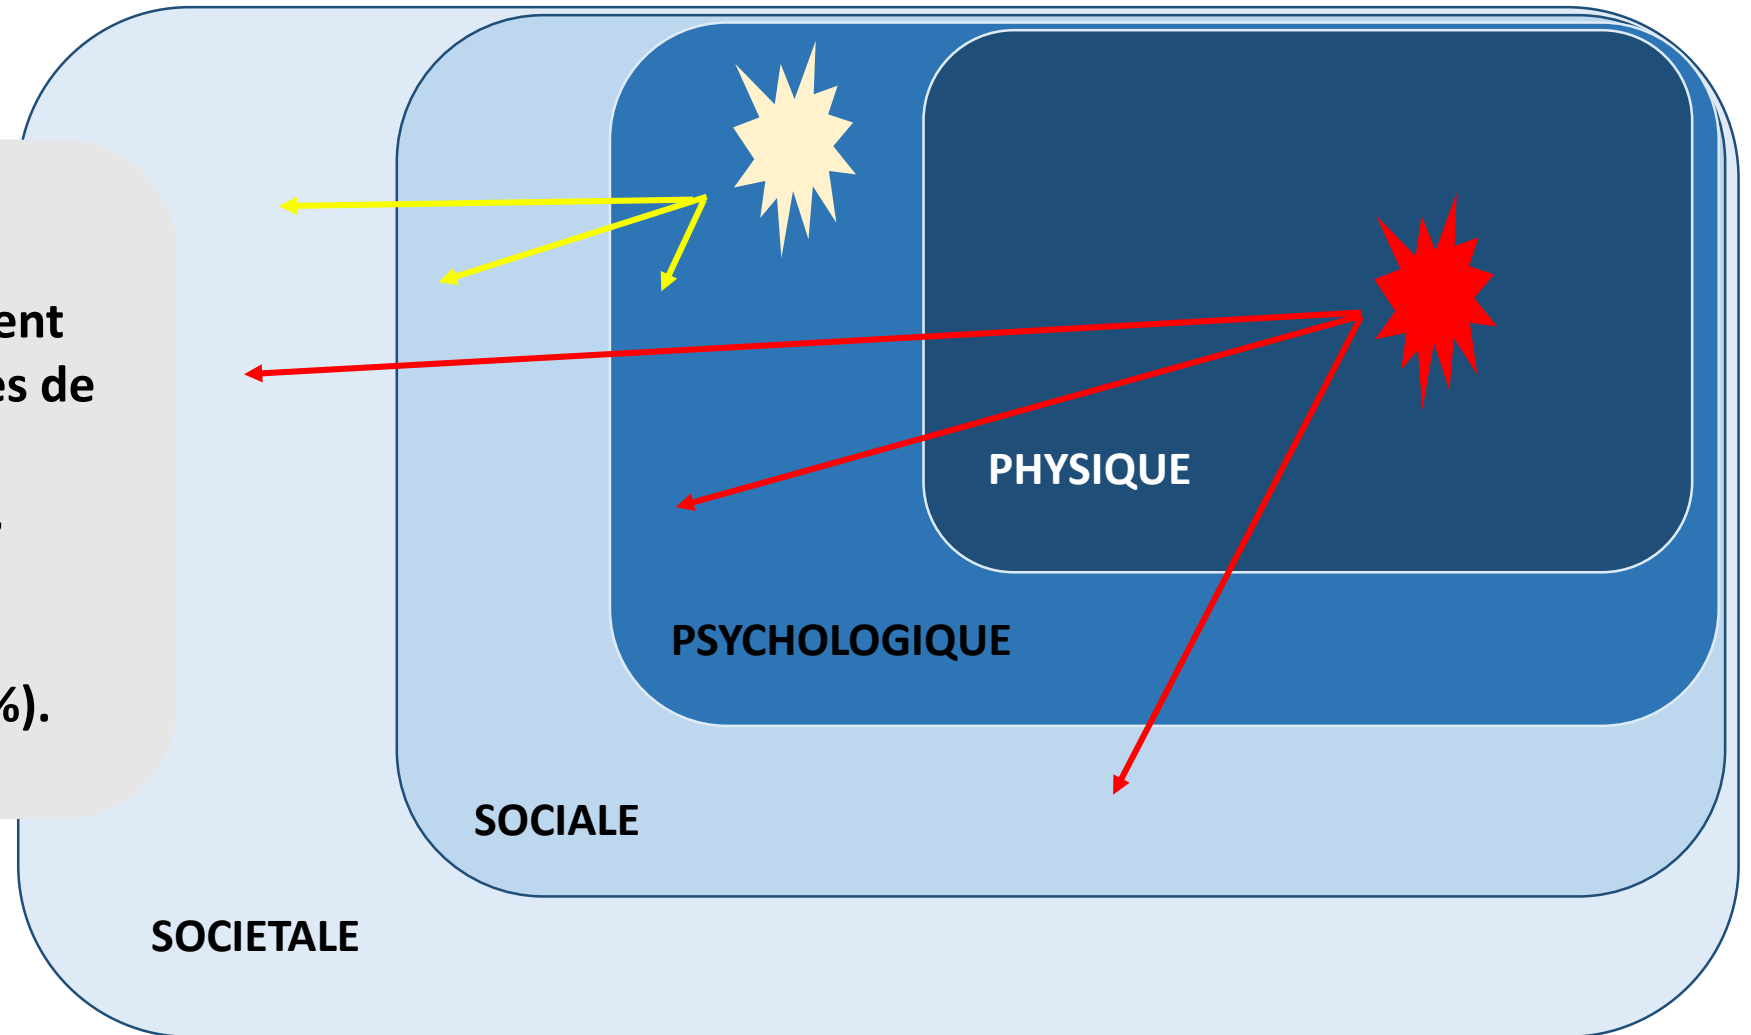 ent
es de
%).
PHYSIQUE
PSYCHOLOGIQUE
SOCIALE
SOCIETALE